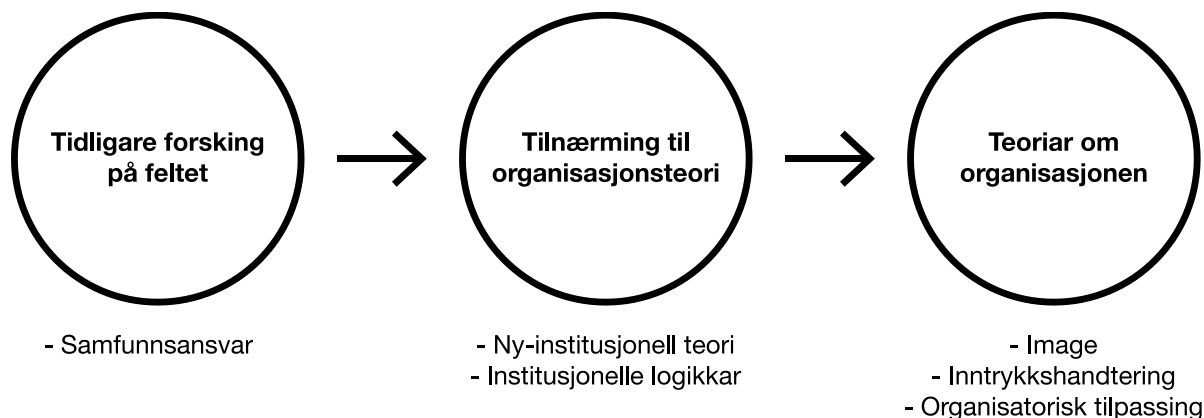 Tidligare forsking
på feltet
- Samfunnsansvar
Tilnærming til
organisasjonsteori
- Ny-institusjonell teori
- Institusjonelle logikkar
Teoriar om
organisasjonen
- Image
- Inntrykkshandtering
- Organisatorisk tilpassing